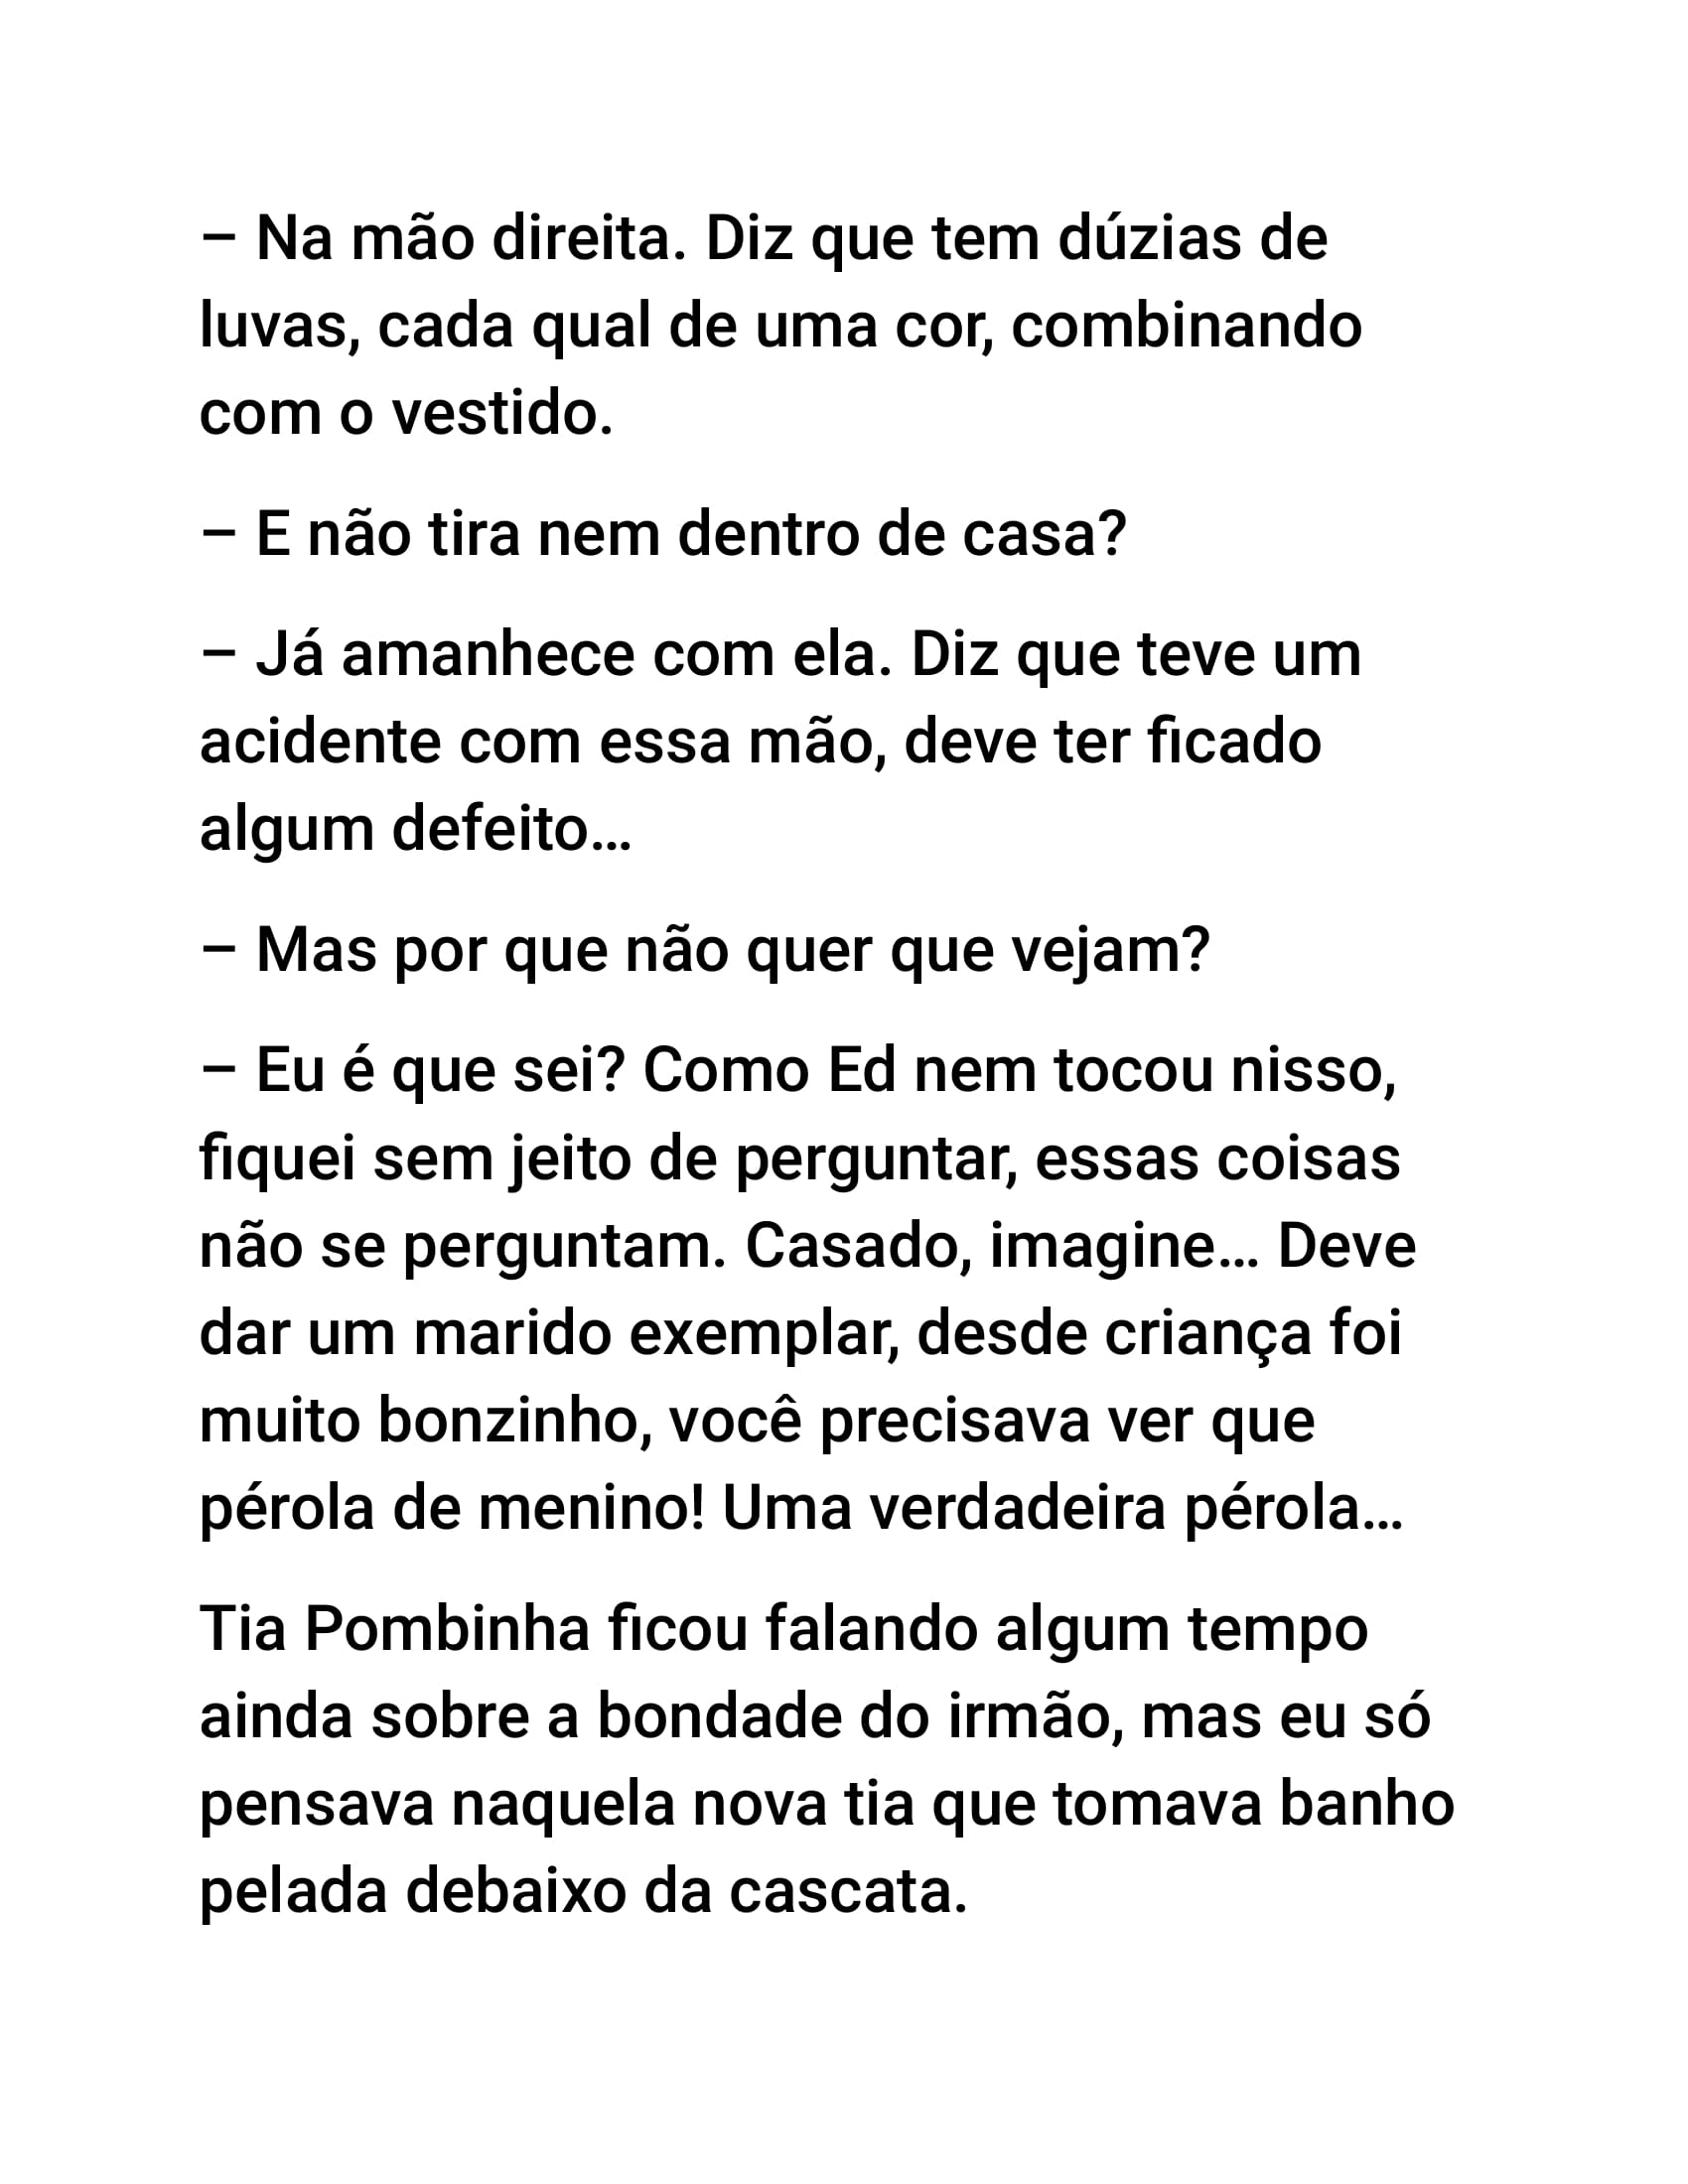 – Na mão direita. Diz que tem dúzias de
luvas, cada qual de uma cor, combinando
com o vestido.
– E não tira nem dentro de casa?
– Já amanhece com ela. Diz que teve um
acidente com essa mão, deve ter ficado
algum defeito…
– Mas por que não quer que vejam?
– Eu é que sei? Como Ed nem tocou nisso,
fiquei sem jeito de perguntar, essas coisas
não se perguntam. Casado, imagine… Deve
dar um marido exemplar, desde criança foi
muito bonzinho, você precisava ver que
pérola de menino! Uma verdadeira pérola…
Tia Pombinha ficou falando algum tempo
ainda sobre a bondade do irmão, mas eu só
pensava naquela nova tia que tomava banho
pelada debaixo da cascata.